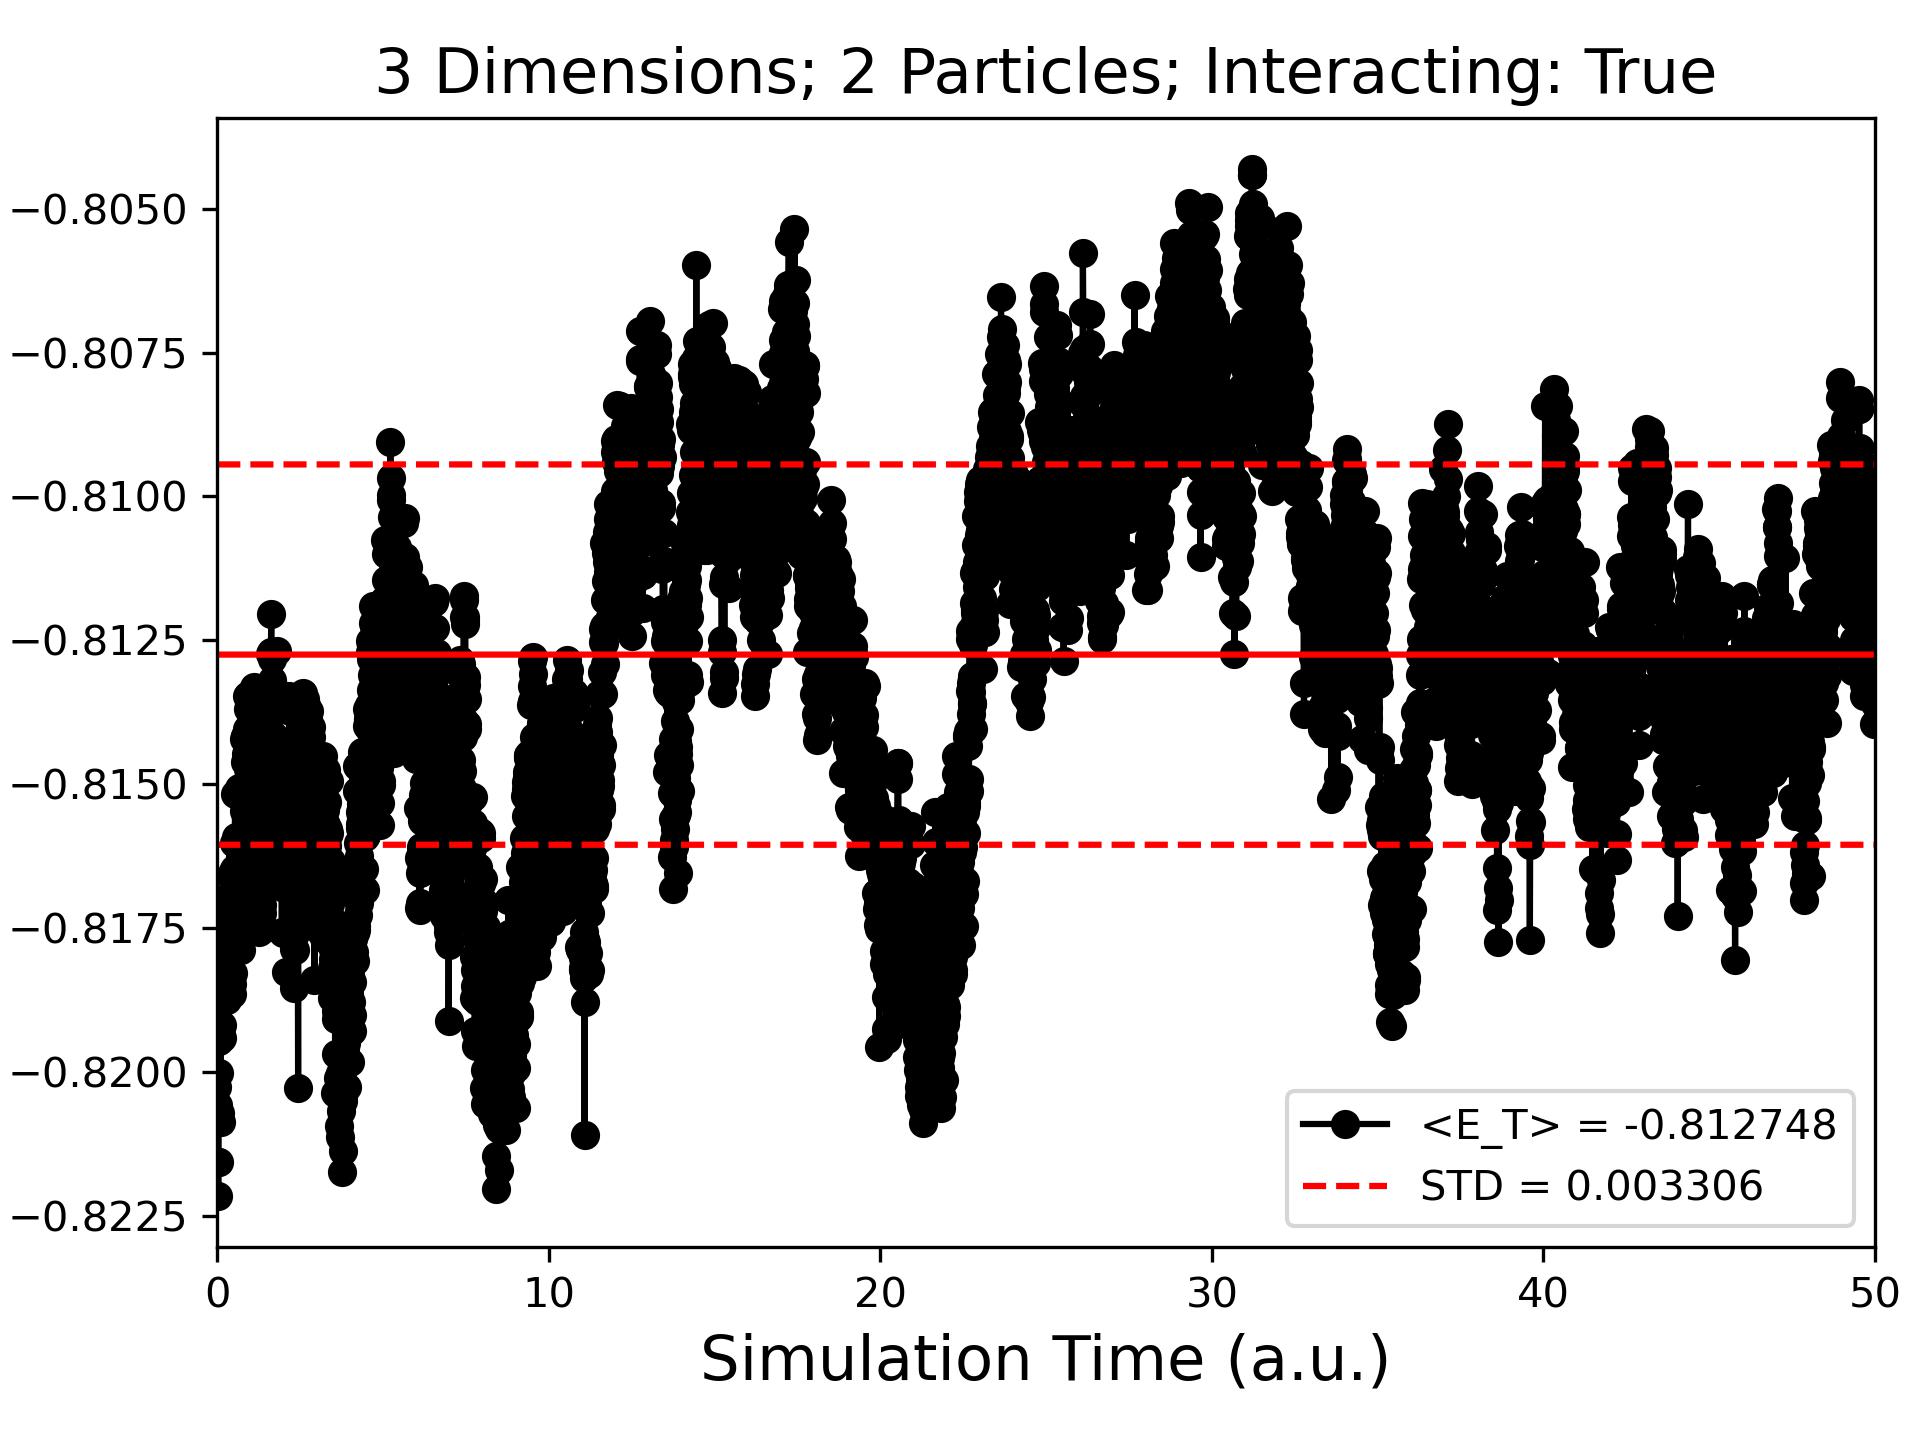 3 Dimensions; 2 Particles; Interacting: True
−0.8050
−0.8075
−0.8100
−0.8125
−0.8150
−0.8175
−0.8200
−0.8225
<E_T> = -0.812748
STD = 0.003306
0 10 20 30 40 50
Simulation Time (a.u.)